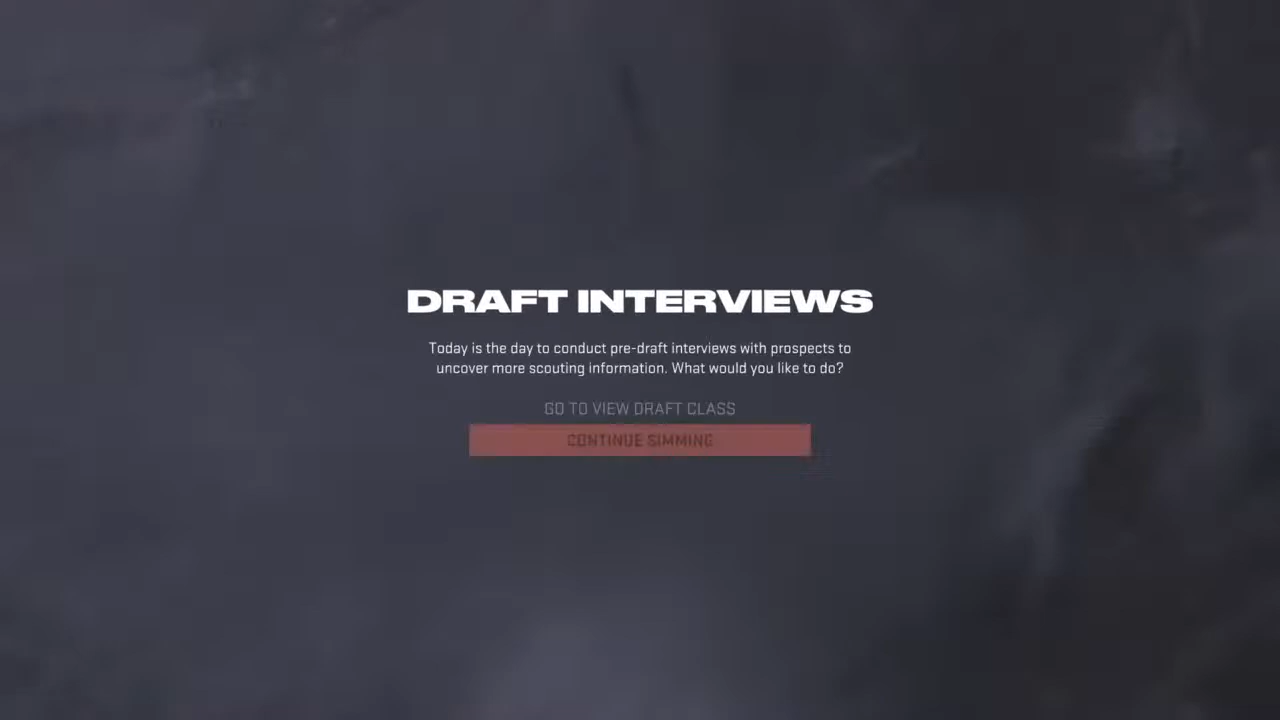 DRAFT INTERVIEWS
Today is the day to conduct pre-draft interviews with prospects to
uncover more scouting information. What would you like to do?
GO TO VIEW DRAFT CLASS
CONTINUE SIMMING